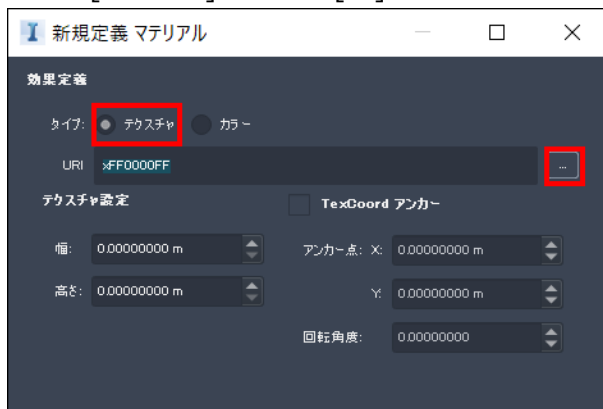 新規定義 マテリアル
効果定義
タイプ: テクスチャ カラー
URI xFF0000FF ...
テクスチャ設定 TexCoord アンカー
幅: 0.00000000 m アンカー点: X: 0.00000000 m
高さ: 0.00000000 m Y: 0.00000000 m
回転角度: 0.00000000